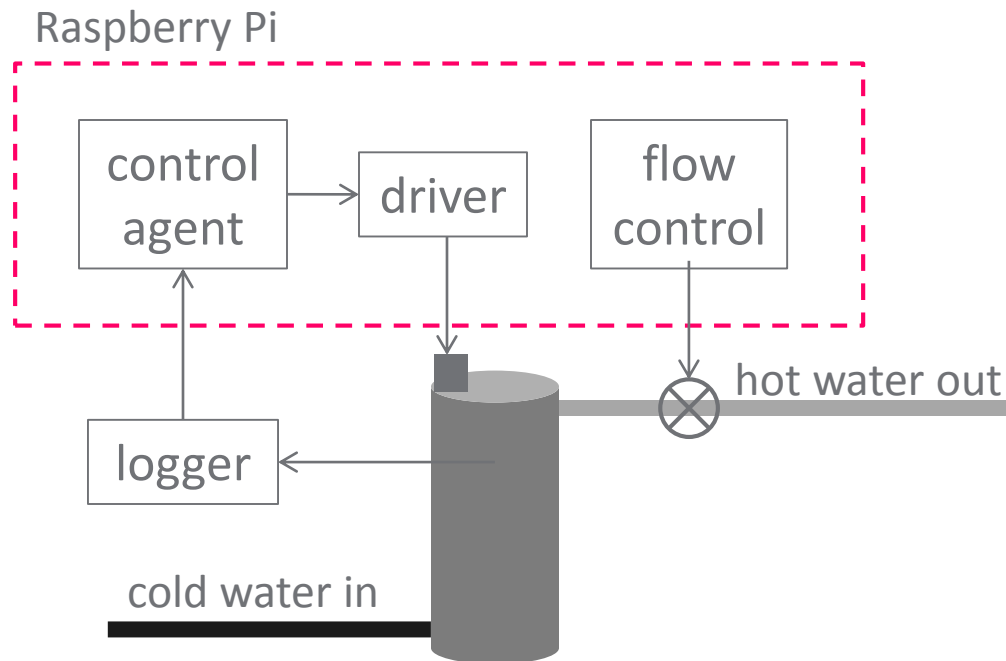 Raspberry Pi
control
agent
driver
flow
control
hot water out
logger
cold water in